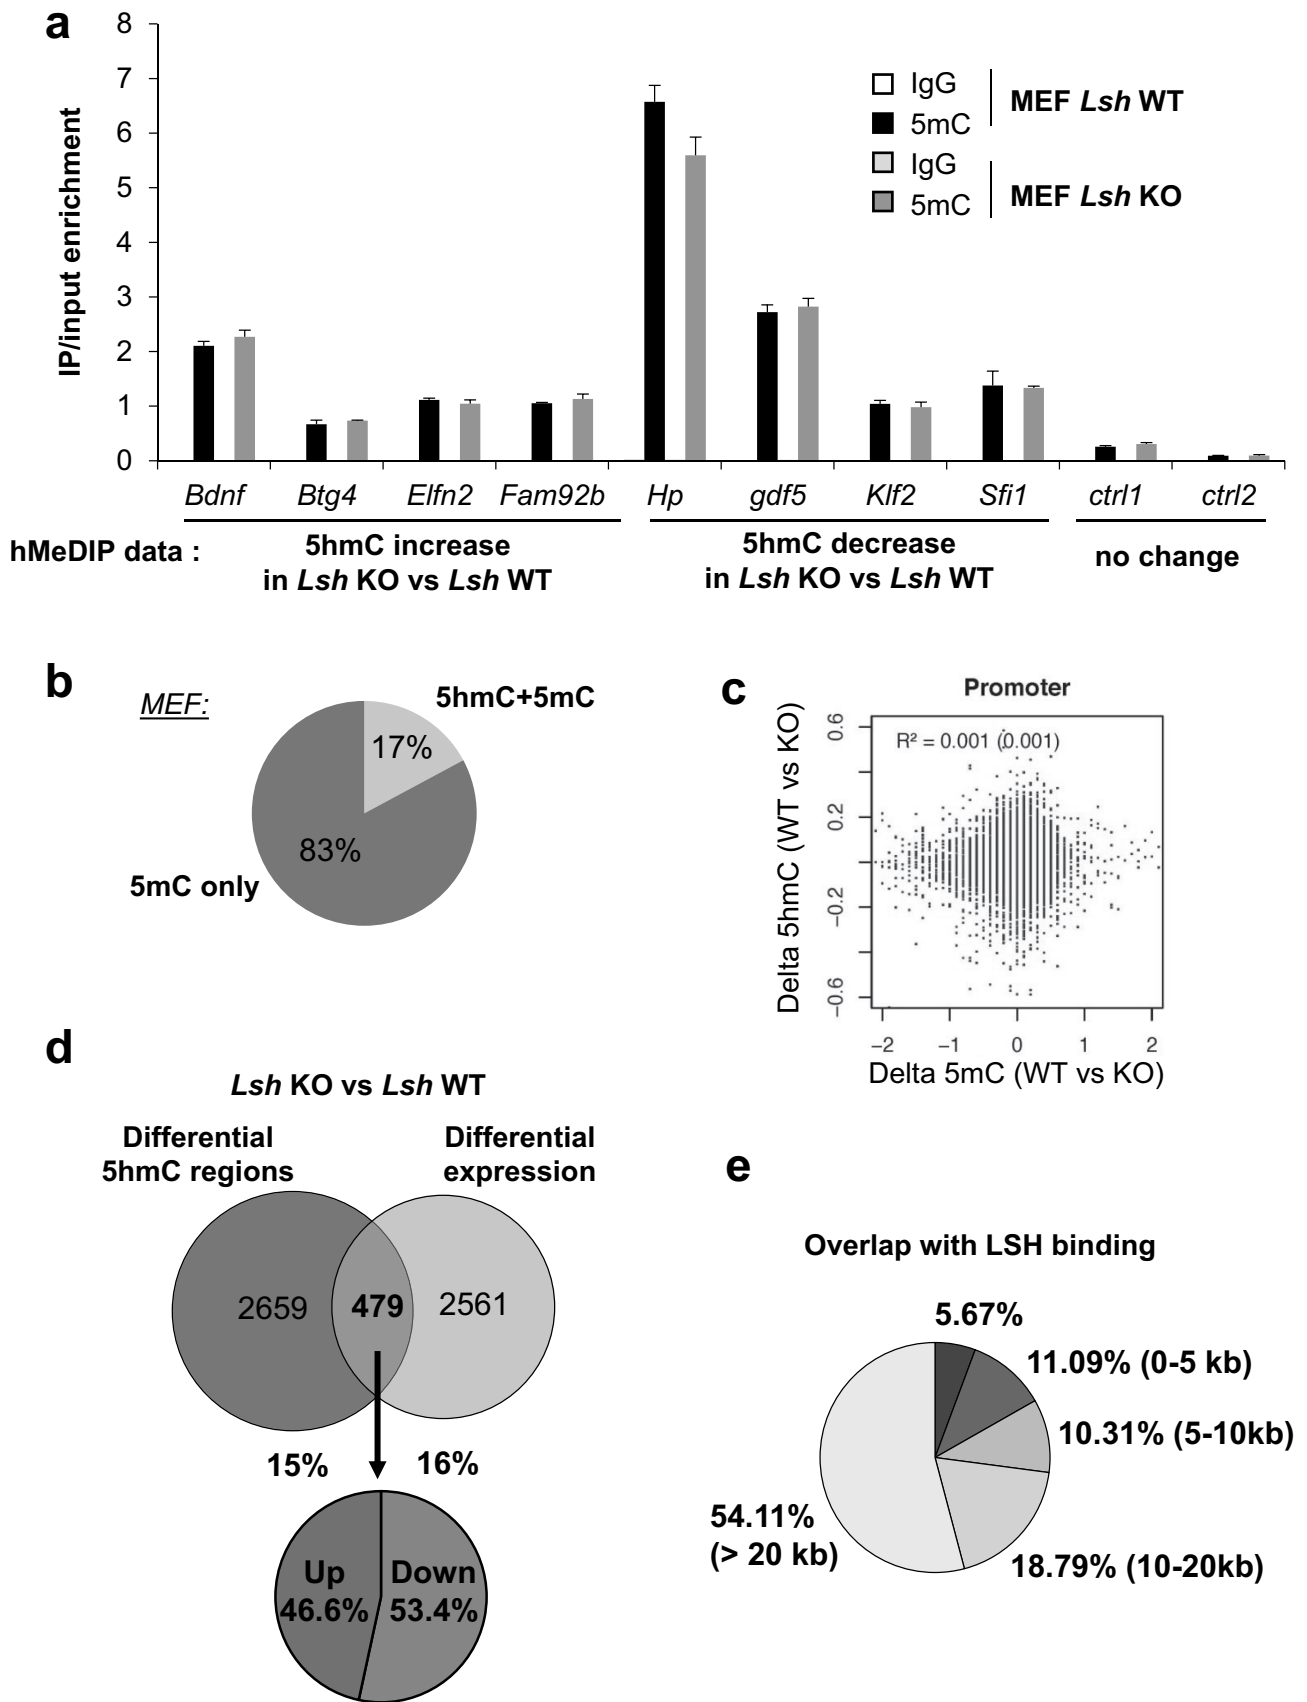 a
8
7
6
5
4
3
2
1
0
IP/input enrichment
IgG
5mC
MEF Lsh WT
IgG
5mC
MEF Lsh KO
Bdnf Btg4 Elfn2 Fam92b Hp gdf5 Klf2 Sfi1 ctrl1 ctrl2
hMeDIP data :
5hmC increase
in Lsh KO vs Lsh WT
5hmC decrease
in Lsh KO vs Lsh WT
no change
b
MEF:
5hmC+5mC
17%
83%
5mC only
c
Promoter
R² = 0.001 (0.001)
Delta 5hmC (WT vs KO)
0.6
0.2
−0.2
−0.6
−2 −1 0 1 2
Delta 5mC (WT vs KO)
d
Lsh KO vs Lsh WT
Differential
5hmC regions
Differential
expression
2659
479
2561
15%
16%
Up
46.6%
Down
53.4%
e
Overlap with LSH binding
5.67%
11.09% (0-5 kb)
10.31% (5-10kb)
18.79% (10-20kb)
54.11%
(> 20 kb)